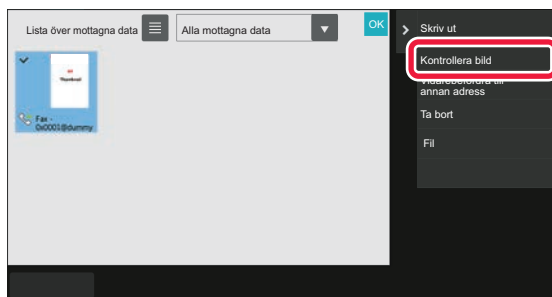 Lista över mottagna data
Alla mottagna data
OK
Skriv ut
Kontrollera bild
Vidarebefordra till
annan adress
Ta bort
Fil
Thumbnail
Fax -
0x0001@dummy